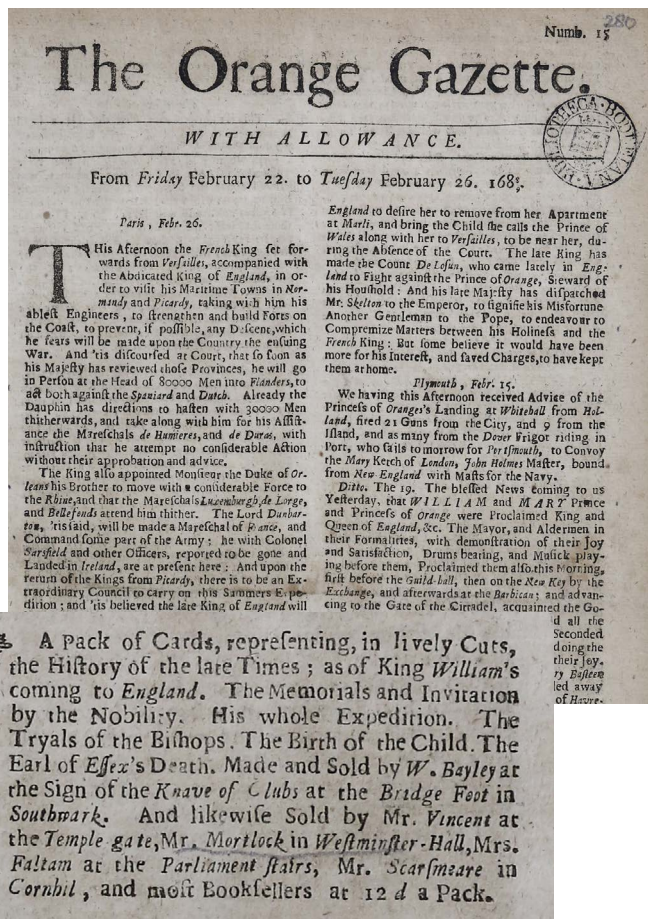 280
Numb. 15
The Orange Gazette.
WITH ALLOWANCE.
From Friday February 22. to Tueſday February 26. 168⅞.
BIBLIOTHECA·BODLEIANA
Paris, Febr. 26.
THis Afternoon the French King ſet for-
wards from Verſailles, accompanied with
the Abdicated King of England, in or-
der to viſit his Maritime Towns in Nor-
mandy and Picardy, taking with him his
ableſt Engineers, to ſtrengthen and build Forts on
the Coaſt, to prevent, if poſſible, any Deſcent, which
he fears will be made upon the Country the enſuing
War. And 'tis diſcourſed at Court, that ſo ſoon as
his Majeſty has reviewed thoſe Provinces, he will go
in Perſon at the Head of 80000 Men into Flanders, to
act both againſt the Spaniard and Dutch. Already the
Dauphin has directions to haſten with 30000 Men
thitherwards, and take along with him for his Aſſiſt-
ance the Mareſchals de Humieres, and de Duras, with
inſtruction that he attempt no conſiderable Action
without their approbation and advice.
The King alſo appointed Monſieur the Duke of Or-
leans his Brother to move with a conſiderable Force to
the Rhine, and that the Mareſchals Luxemburgh, de Lorge,
and Bellefonds attend him thither. The Lord Dunbar-
ton, 'tis ſaid, will be made a Mareſchal of France, and
Command ſome part of the Army; he with Colonel
Sarsfield and other Officers, reported to be gone and
Landed in Ireland, are at preſent here: And upon the
return of the Kings from Picardy, there is to be an Ex-
traordinary Council to carry on this Summers Expe-
dition; and 'tis believed the late King of England will
England to deſire her to remove from her Apartment
at Marli, and bring the Child ſhe calls the Prince of
Wales along with her to Verſailles, to be near her, du-
ring the Abſence of the Court. The late King has
made the Count De Loſun, who came lately in Eng-
land to Fight againſt the Prince of Orange, Steward of
his Houſhold: And his late Majeſty has diſpatched
Mr. Skelton to the Emperor, to ſignifie his Misfortune
Another Gentleman to the Pope, to endeavour to
Compremize Matters between his Holineſs and the
French King: But ſome believe it would have been
more for his Intereſt, and ſaved Charges, to have kept
them at home.
Plymouth, Febr. 15.
We having this Afternoon received Advice of the
Princeſs of Orange's Landing at Whitehall from Hol-
land, fired 21 Guns from the City, and 9 from the
Iſland, and as many from the Dover Frigot riding in
Port, who ſails to morrow for Portſmouth, to Convoy
the Mary Ketch of London, John Holmes Maſter, bound
from New England with Maſts for the Navy.
Ditto. The 19. The bleſſed News coming to us
Yeſterday, that WILLIAM and MARY Prince
and Princeſs of Orange were Proclaimed King and
Queen of England, &c. The Mayor, and Aldermen in
their Formalities, with demonſtration of their Joy
and Satisfaction, Drums beating, and Muſick play-
ing before them, Proclaimed them alſo this Morning,
firſt before the Guild-hall, then on the New Key by the
Exchange, and afterwards at the Barbican; and advan-
cing to the Gate of the Citadel, acquainted the Go-
d all the
Seconded
doing the
their Joy.
ry Baſteen
led away
of Havre-
A Pack of Cards, repreſenting, in lively Cuts,
the Hiſtory of the late Times; as of King William's
coming to England. The Memorials and Invitation
by the Nobility. His whole Expedition. The
Tryals of the Biſhops. The Birth of the Child. The
Earl of Eſſex's Death. Made and Sold by W. Bayley at
the Sign of the Knave of Clubs at the Bridge Foot in
Southwark. And likewiſe Sold by Mr. Vincent at
the Temple gate, Mr. Mortlock in Weſtminſter-Hall, Mrs.
Faltam at the Parliament ſtairs, Mr. Scarſmeare in
Cornhil, and moſt Bookſellers at 12 d a Pack.